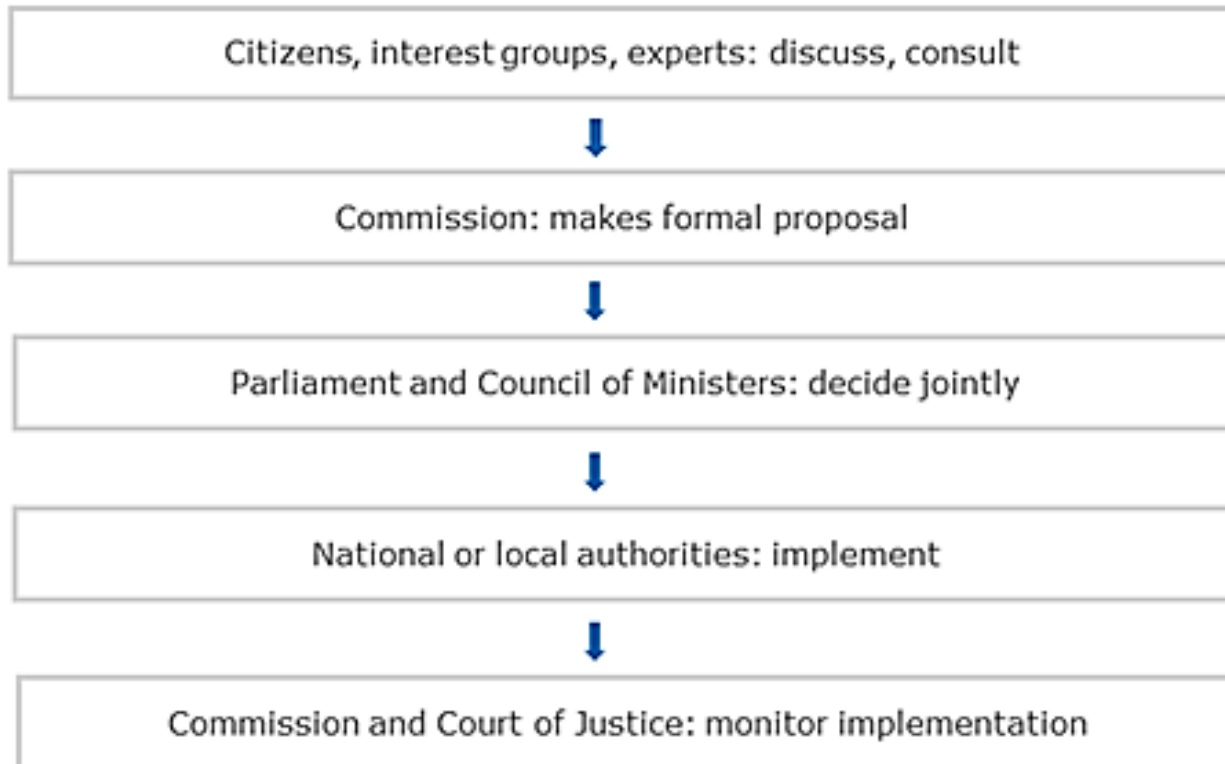 Citizens, interest groups, experts: discuss, consult
Commission: makes formal proposal
Parliament and Council of Ministers: decide jointly
National or local authorities: implement
Commission and Court of Justice: monitor implementation